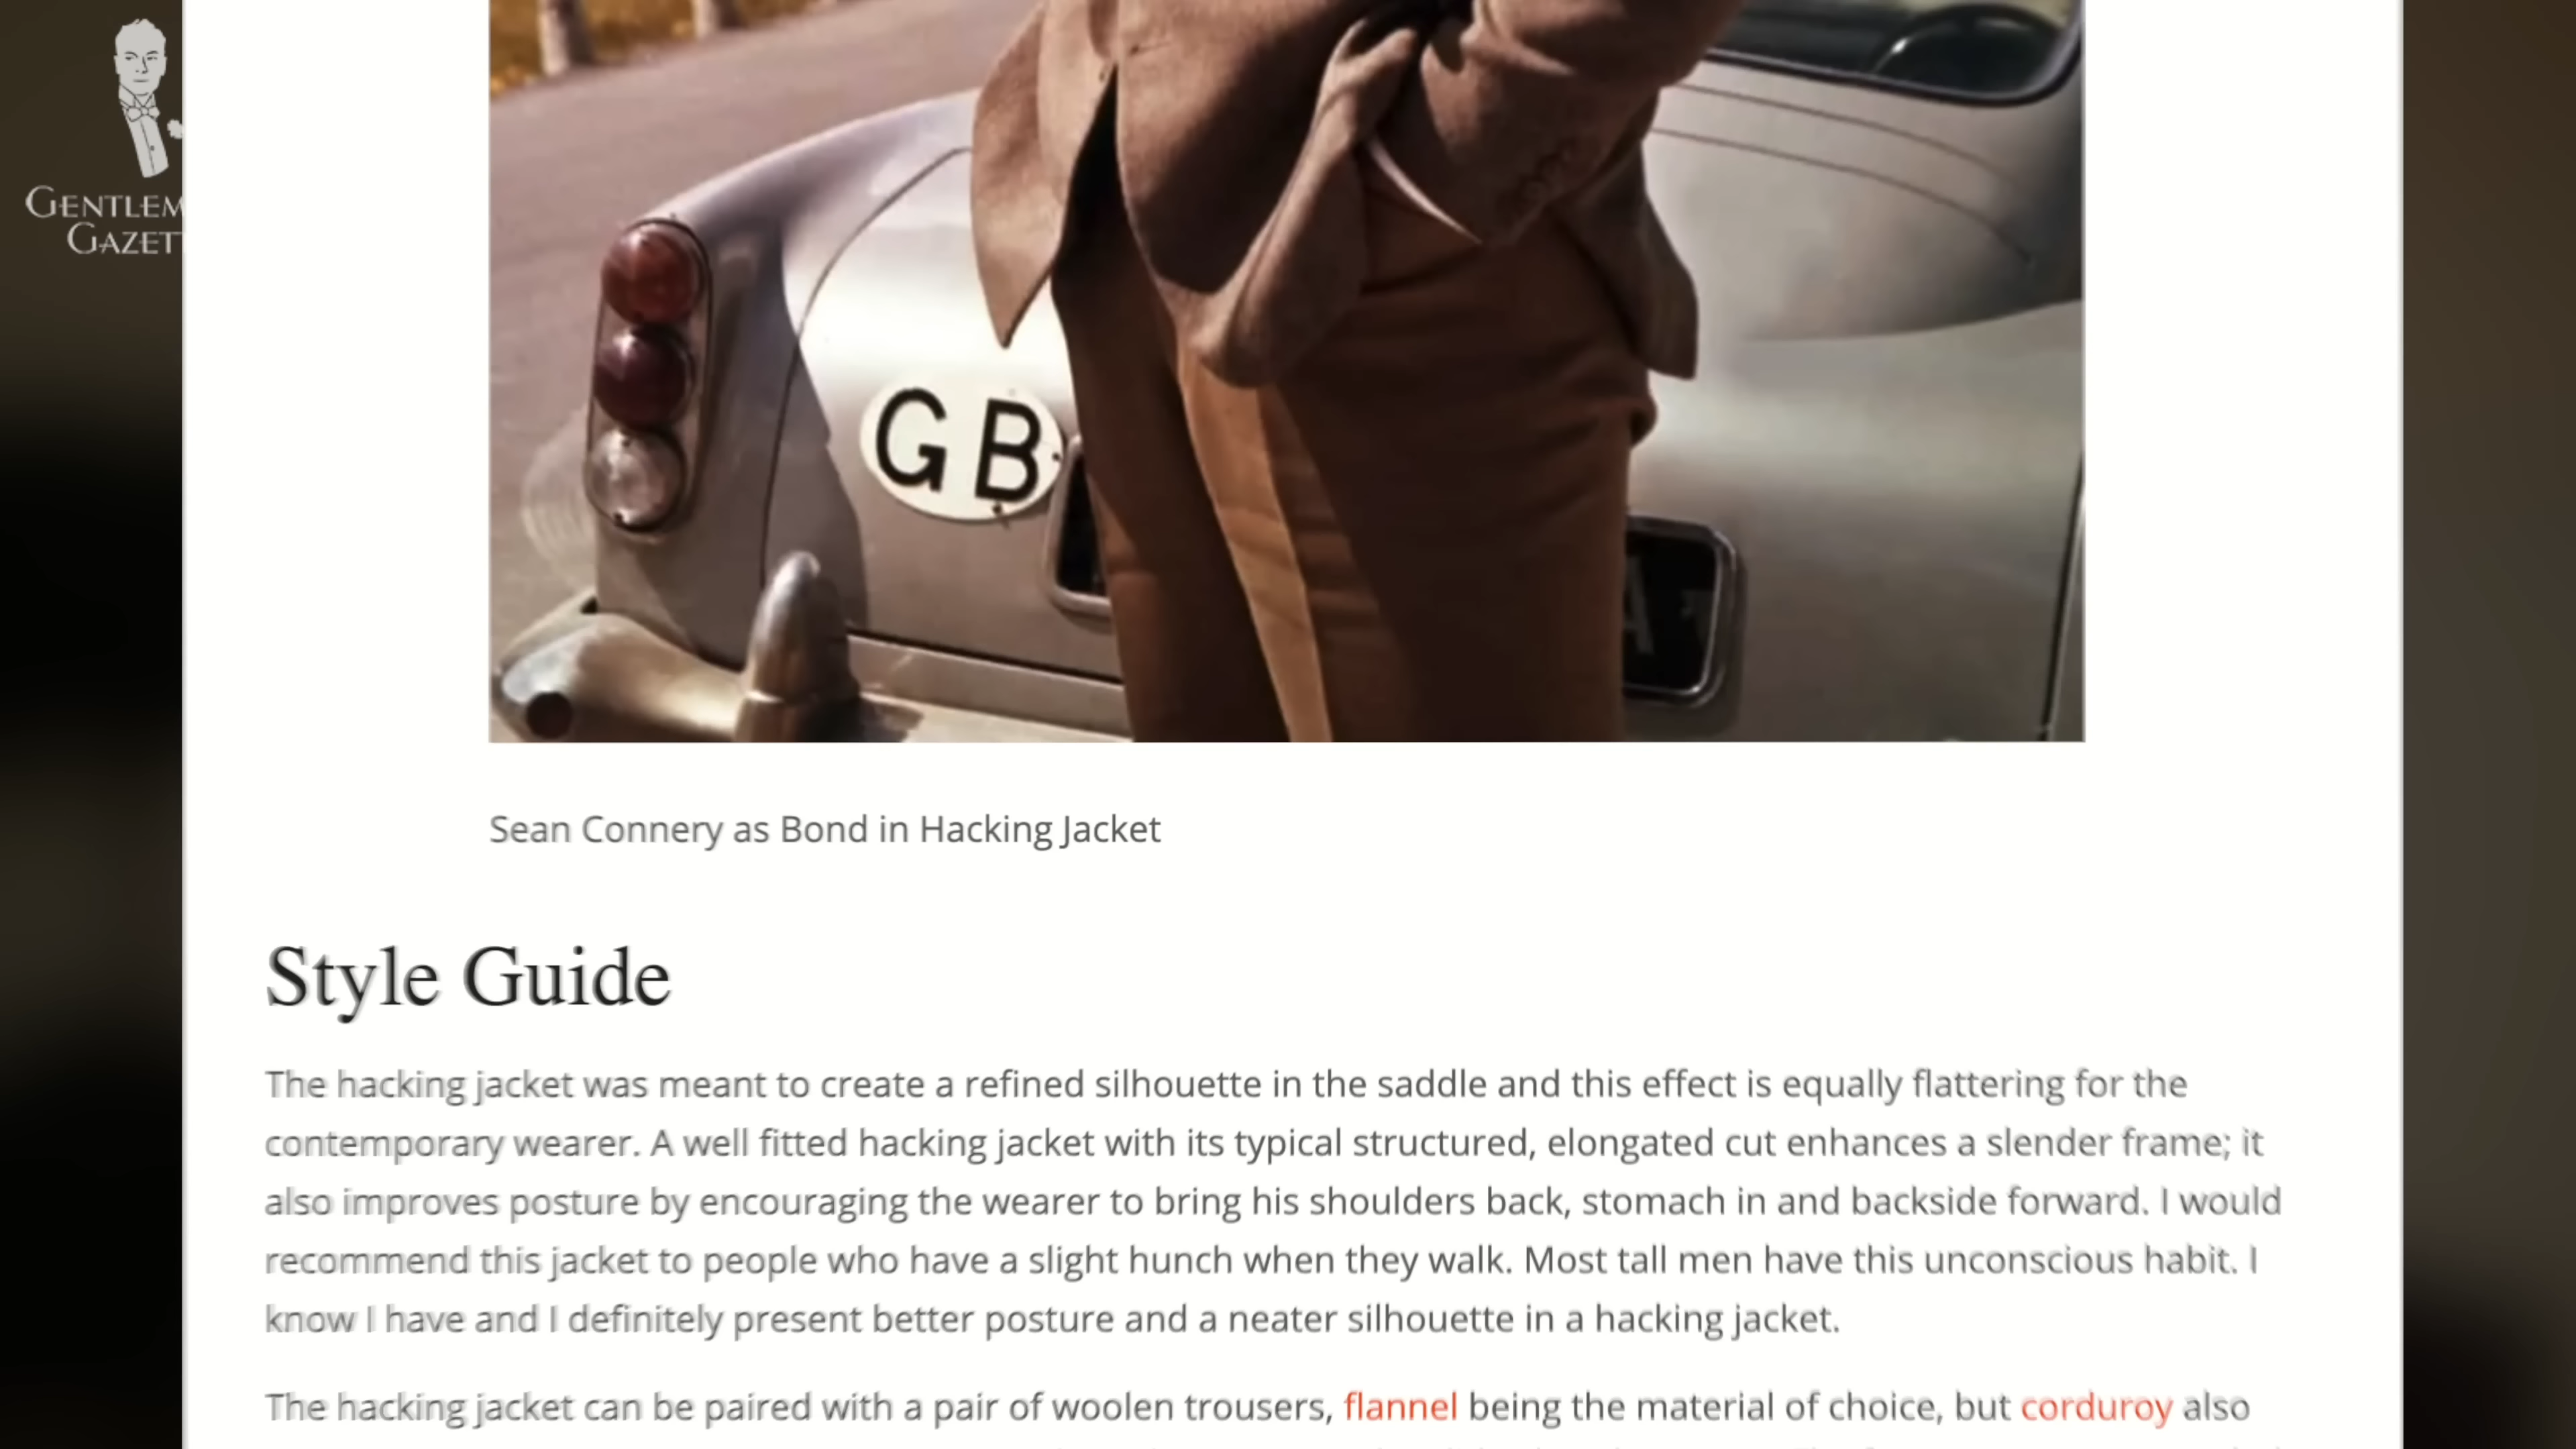 GENTLEM
GAZET
GB
A
Sean Connery as Bond in Hacking Jacket
Style Guide
The hacking jacket was meant to create a refined silhouette in the saddle and this effect is equally flattering for the
contemporary wearer. A well fitted hacking jacket with its typical structured, elongated cut enhances a slender frame; it
also improves posture by encouraging the wearer to bring his shoulders back, stomach in and backside forward. I would
recommend this jacket to people who have a slight hunch when they walk. Most tall men have this unconscious habit. I
know I have and I definitely present better posture and a neater silhouette in a hacking jacket.
The hacking jacket can be paired with a pair of woolen trousers, flannel being the material of choice, but corduroy also